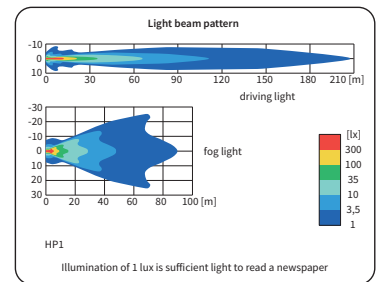 Light beam pattern
-10
0
10
0 30 60 90 120 150 180 210 [m]
driving light
-30
-20
-10
0
10
20
30
0 20 40 60 80 100 [m]
fog light
[lx]
300
100
35
10
3,5
1
HP1
Illumination of 1 lux is sufficient light to read a newspaper